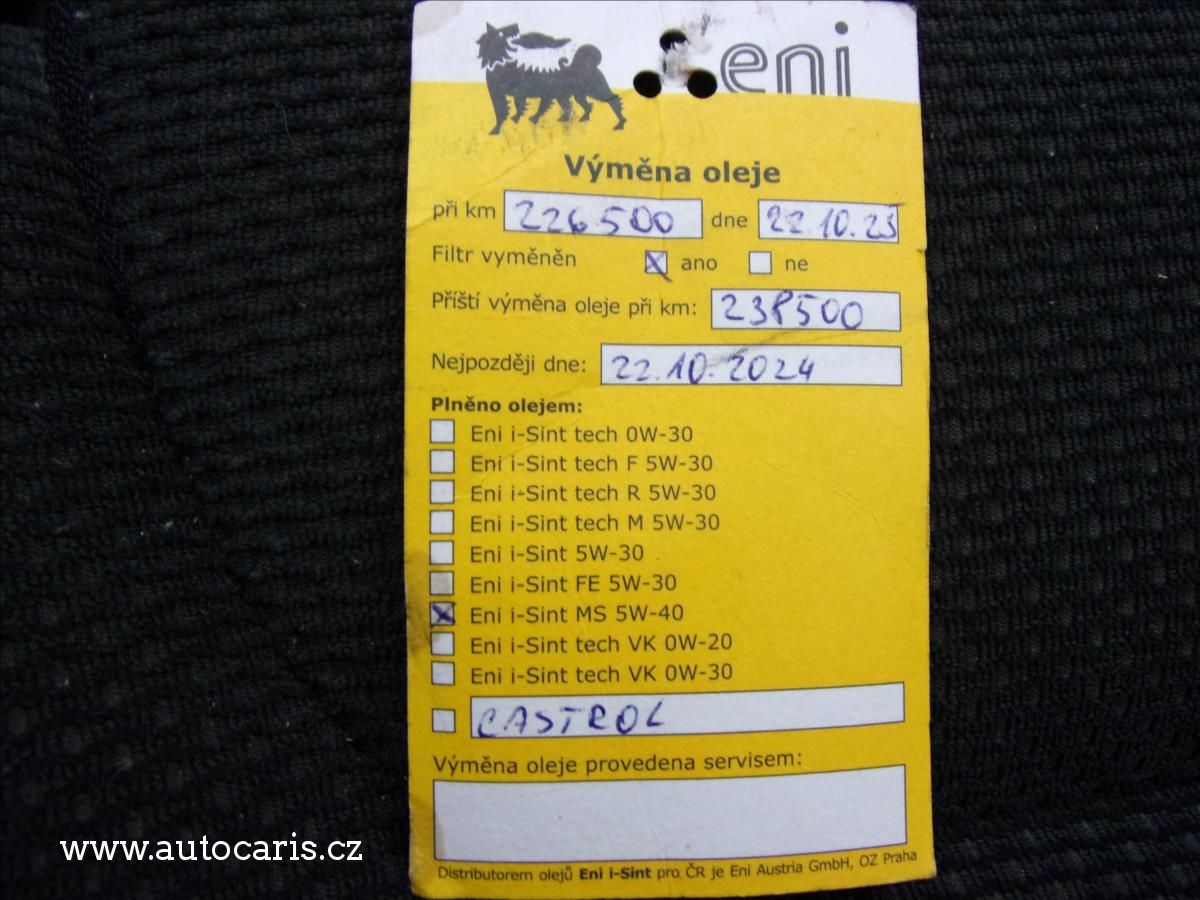 eni
Výměna oleje
při km 226500 dne 22.10.23
Filtr vyměněn ano ne
Příští výměna oleje při km: 238500
Nejpozději dne: 22.10.2024
Plněno olejem:
Eni i-Sint tech 0W-30
Eni i-Sint tech F 5W-30
Eni i-Sint tech R 5W-30
Eni i-Sint tech M 5W-30
Eni i-Sint 5W-30
Eni i-Sint FE 5W-30
Eni i-Sint MS 5W-40
Eni i-Sint tech VK 0W-20
Eni i-Sint tech VK 0W-30
CASTROL
Výměna oleje provedena servisem:
Distributorem olejů Eni i-Sint pro ČR je Eni Austria GmbH, OZ Praha
www.autocaris.cz